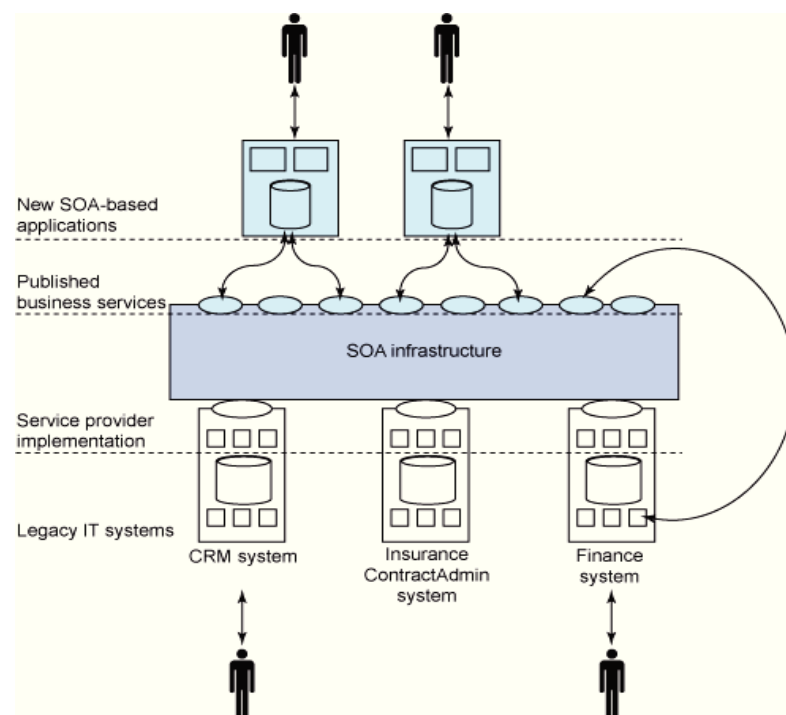 New SOA-based
applications
Published
business services
SOA infrastructure
Service provider
implementation
Legacy IT systems
CRM system
Insurance
ContractAdmin
system
Finance
system